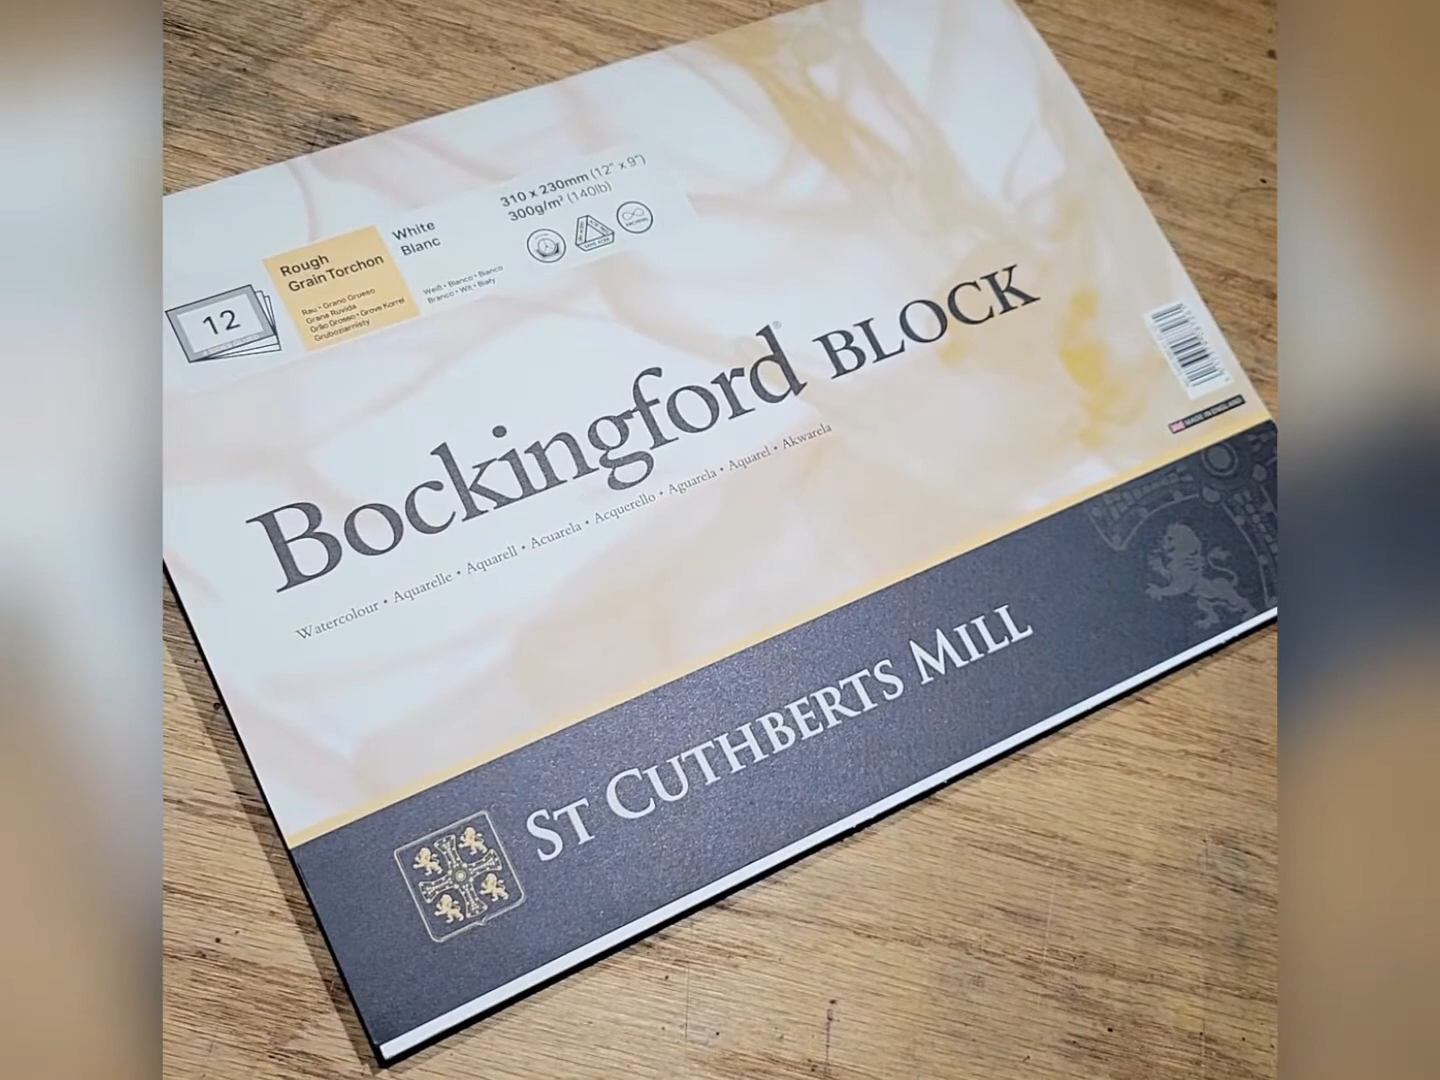 12
Rough
Grain Torchon
Rau • Grano Grueso
Grana Ruvida
Grão Grosso • Grove Korrel
Gruboziarnisty
White
Blanc
Weiß • Blanco • Bianco
Branco • Wit • Biały
310 x 230mm (12" x 9")
300g/m² (140lb)
Bockingford® BLOCK
Watercolour • Aquarelle • Aquarell • Acuarela • Acquerello • Aguarela • Aquarel • Akwarela
MADE IN ENGLAND
ST CUTHBERTS MILL